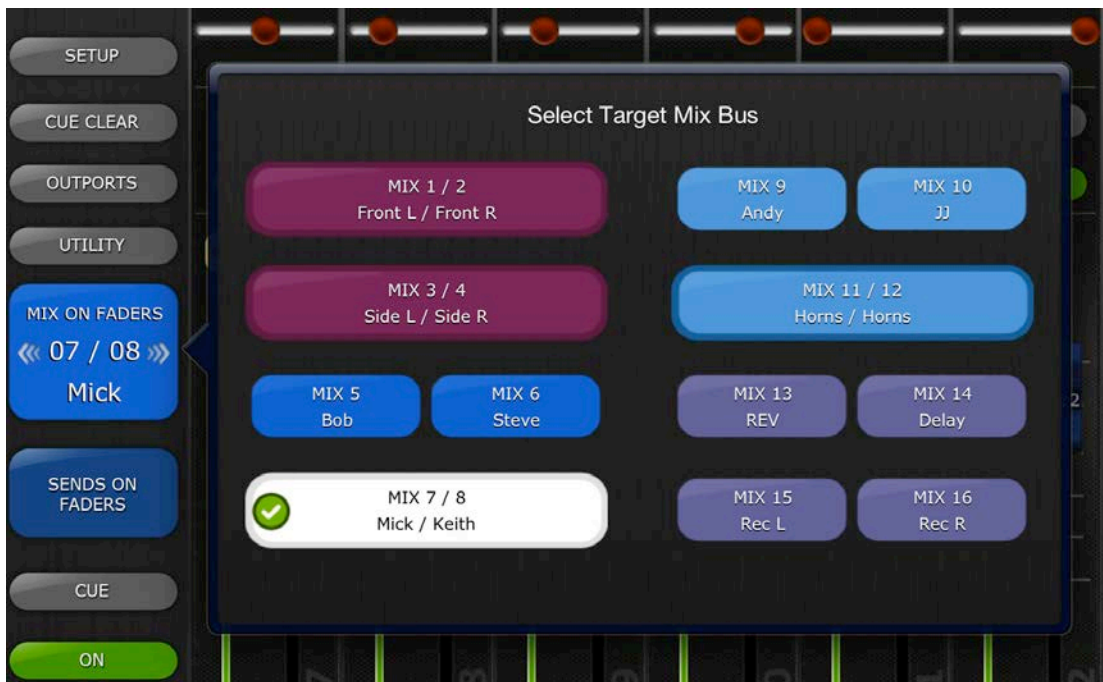 SETUP
CUE CLEAR
OUTPORTS
UTILITY
MIX ON FADERS
07 / 08
Mick
SENDS ON
FADERS
CUE
ON
Select Target Mix Bus
MIX 1 / 2
Front L / Front R
MIX 3 / 4
Side L / Side R
MIX 5
Bob
MIX 6
Steve
MIX 7 / 8
Mick / Keith
MIX 9
Andy
MIX 10
JJ
MIX 11 / 12
Horns / Horns
MIX 13
REV
MIX 14
Delay
MIX 15
Rec L
MIX 16
Rec R